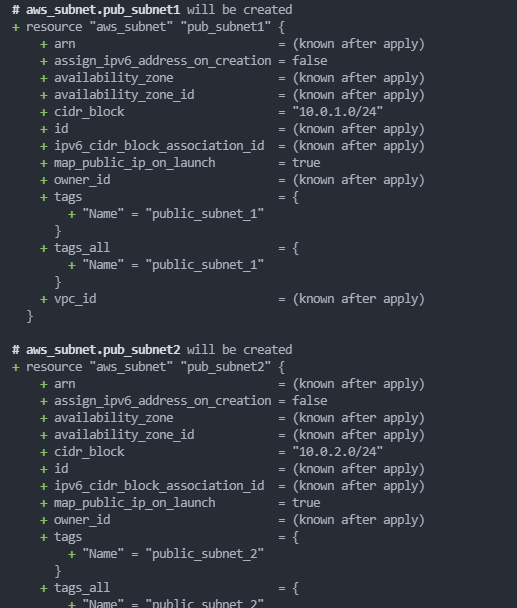 # aws_subnet.pub_subnet1 will be created
+ resource "aws_subnet" "pub_subnet1" {
+ arn = (known after apply)
+ assign_ipv6_address_on_creation = false
+ availability_zone = (known after apply)
+ availability_zone_id = (known after apply)
+ cidr_block = "10.0.1.0/24"
+ id = (known after apply)
+ ipv6_cidr_block_association_id = (known after apply)
+ map_public_ip_on_launch = true
+ owner_id = (known after apply)
+ tags = {
+ "Name" = "public_subnet_1"
}
+ tags_all = {
+ "Name" = "public_subnet_1"
}
+ vpc_id = (known after apply)
}
# aws_subnet.pub_subnet2 will be created
+ resource "aws_subnet" "pub_subnet2" {
+ arn = (known after apply)
+ assign_ipv6_address_on_creation = false
+ availability_zone = (known after apply)
+ availability_zone_id = (known after apply)
+ cidr_block = "10.0.2.0/24"
+ id = (known after apply)
+ ipv6_cidr_block_association_id = (known after apply)
+ map_public_ip_on_launch = true
+ owner_id = (known after apply)
+ tags = {
+ "Name" = "public_subnet_2"
}
+ tags_all = {
+ "Name" = "public_subnet_2"